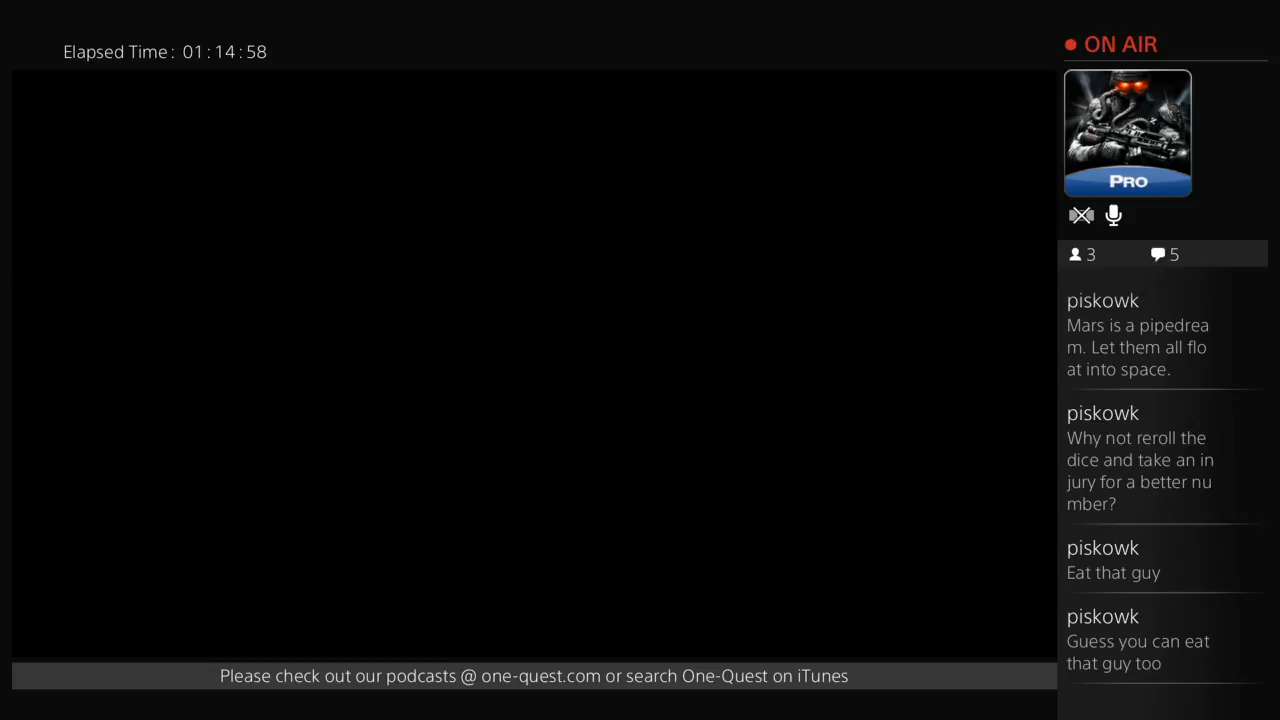 Elapsed Time: 01:14:58
ON AIR
PRO
3 5
piskowk
Mars is a pipedrea
m. Let them all flo
at into space.
piskowk
Why not reroll the
dice and take an in
jury for a better nu
mber?
piskowk
Eat that guy
piskowk
Guess you can eat
that guy too
Please check out our podcasts @ one-quest.com or search One-Quest on iTunes